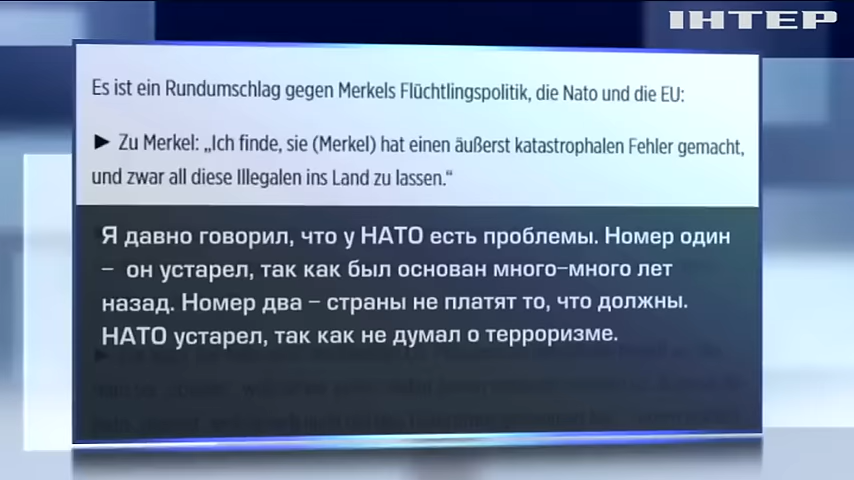 ІНТЕР
Es ist ein Rundumschlag gegen Merkels Flüchtlingspolitik, die Nato und die EU:
► Zu Merkel: „Ich finde, sie (Merkel) hat einen äußerst katastrophalen Fehler gemacht,
und zwar all diese Illegalen ins Land zu lassen.“
Я давно говорил, что у НАТО есть проблемы. Номер один
– он устарел, так как был основан много-много лет
назад. Номер два – страны не платят то, что должны.
НАТО устарел, так как не думал о терроризме.